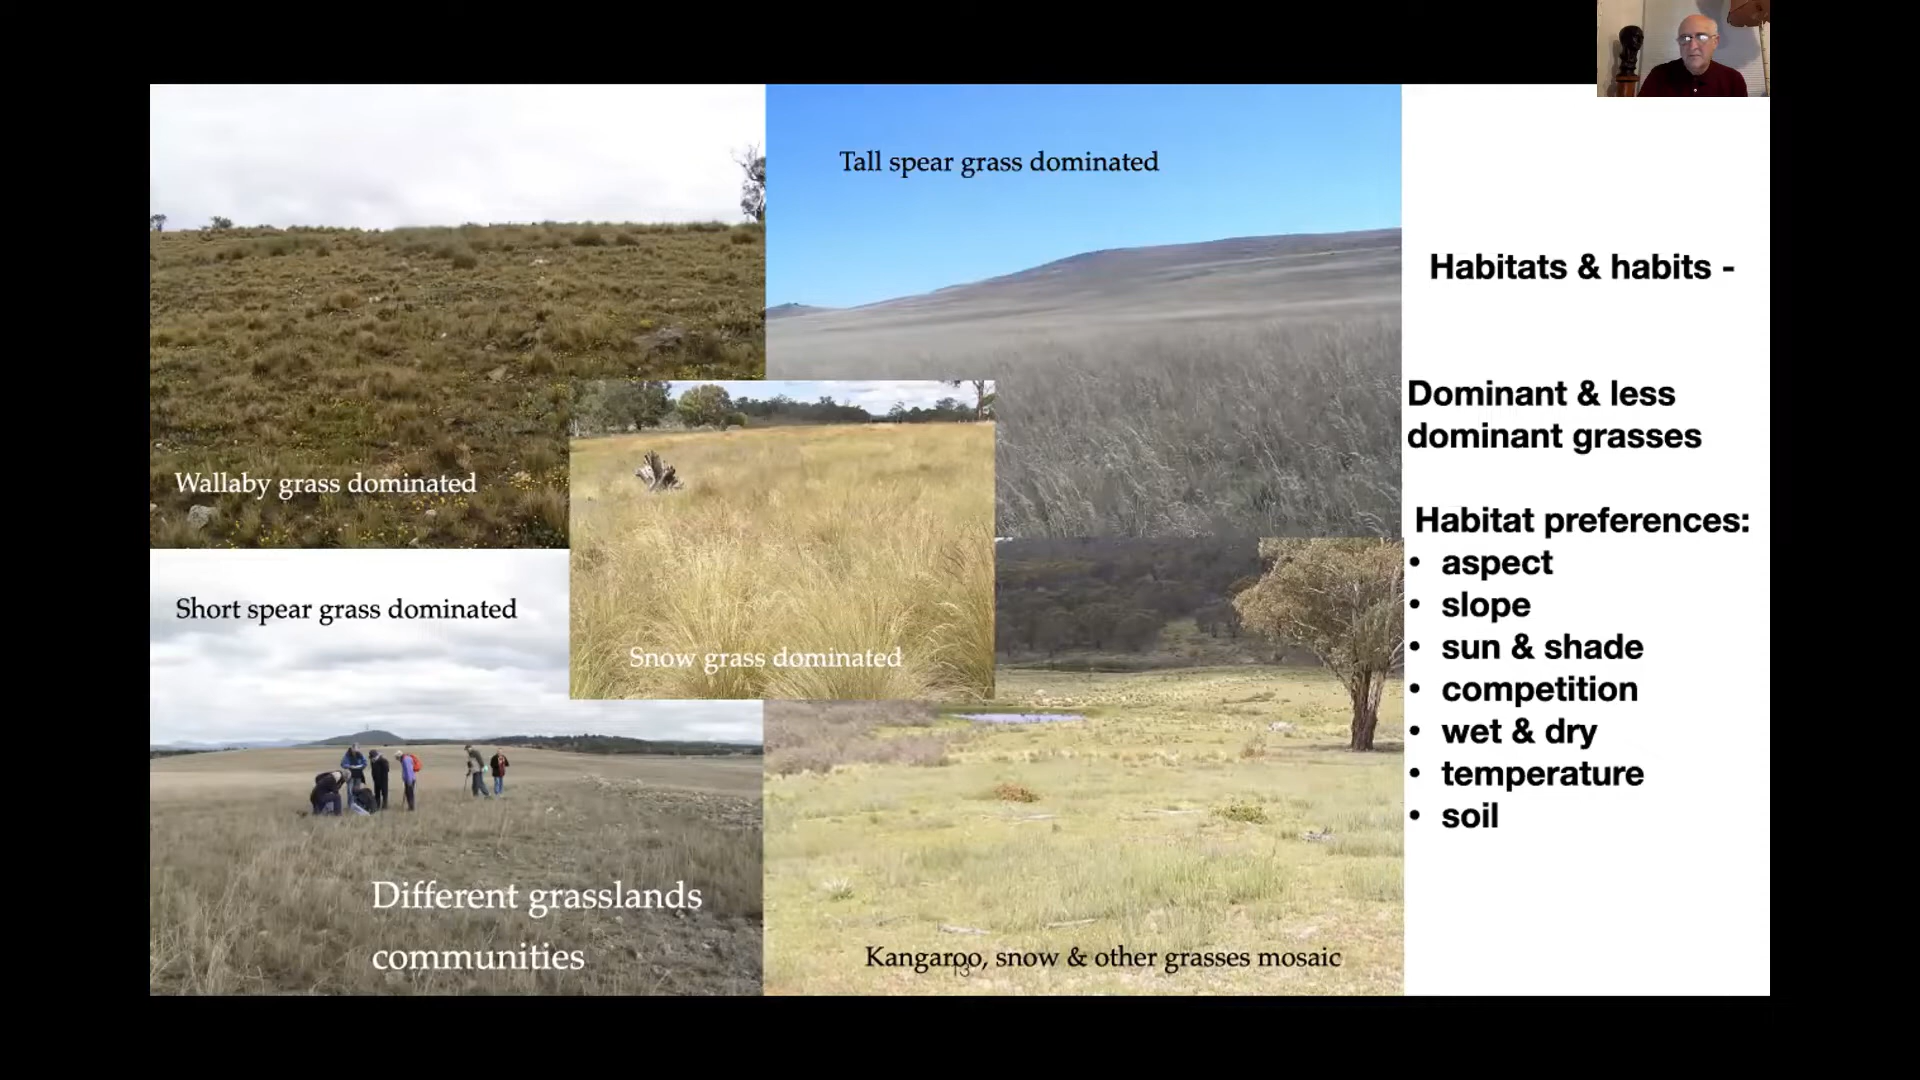 Tall spear grass dominated
Wallaby grass dominated
Snow grass dominated
Short spear grass dominated
Different grasslands
communities
Kangaroo, snow & other grasses mosaic
13
Habitats & habits -
Dominant & less
dominant grasses
Habitat preferences:
• aspect
• slope
• sun & shade
• competition
• wet & dry
• temperature
• soil